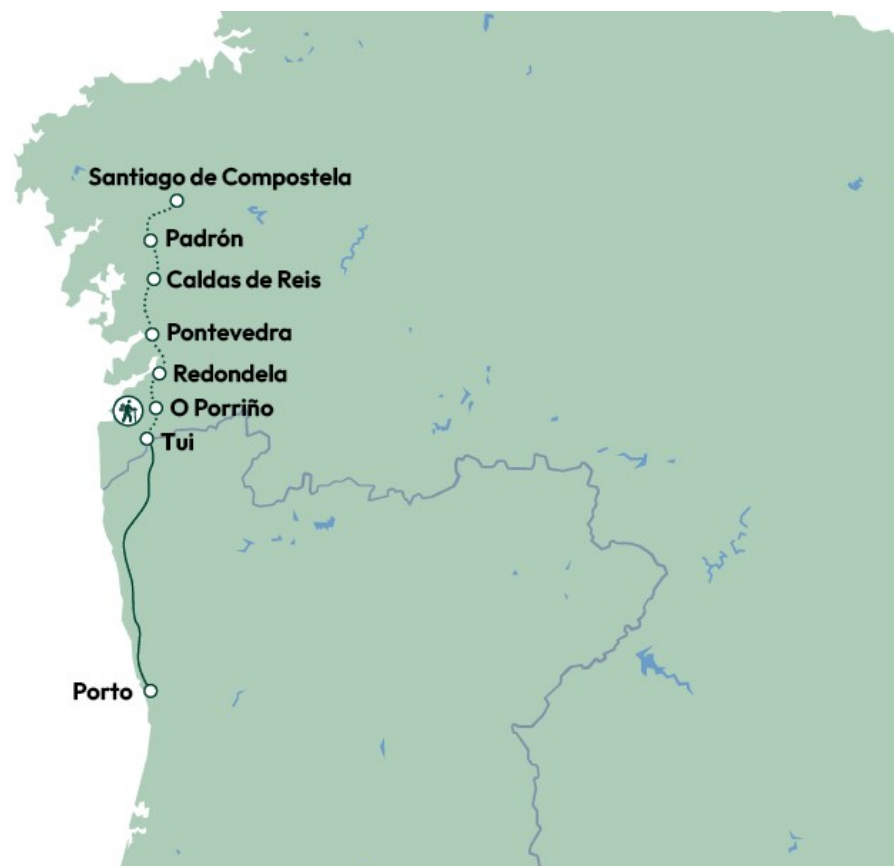 Santiago de Compostela
Padrón
Caldas de Reis
Pontevedra
Redondela
O Porriño
Tui
Porto